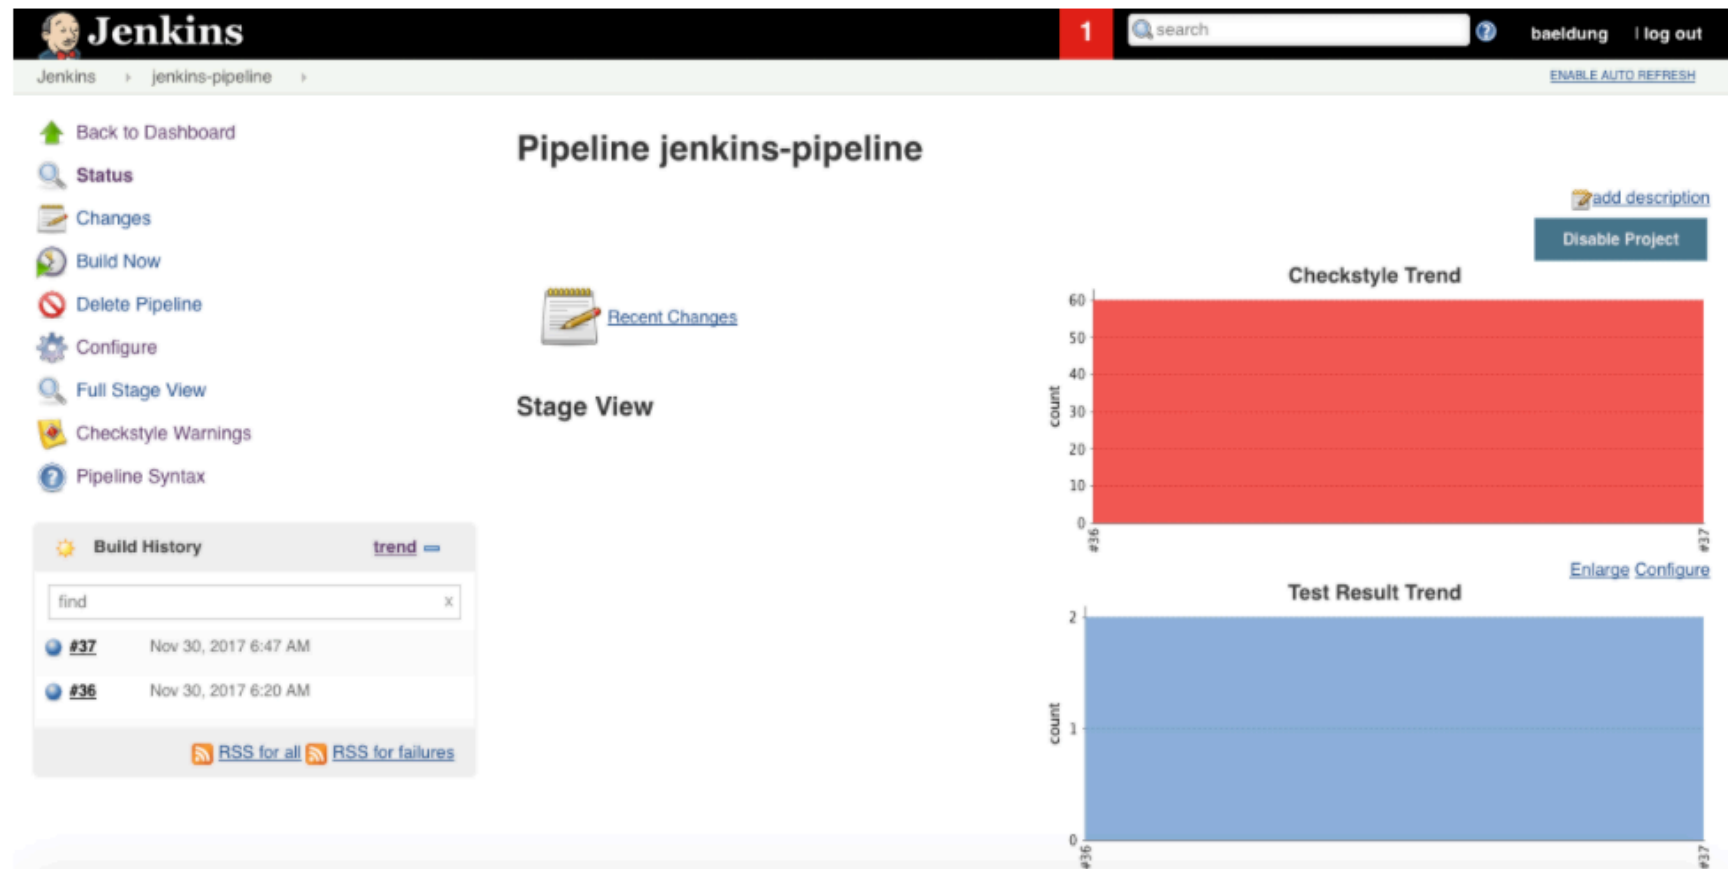 Jenkins
1
search
baeldung | log out
Jenkins jenkins-pipeline
ENABLE AUTO REFRESH
Back to Dashboard
Status
Changes
Build Now
Delete Pipeline
Configure
Full Stage View
Checkstyle Warnings
Pipeline Syntax
Build History trend
find x
#37 Nov 30, 2017 6:47 AM
#36 Nov 30, 2017 6:20 AM
RSS for all RSS for failures
Pipeline jenkins-pipeline
Recent Changes
Stage View
add description
Disable Project
Checkstyle Trend
60
50
40
30
20
10
0
count
#36
#37
Enlarge Configure
Test Result Trend
2
1
0
count
#36
#37